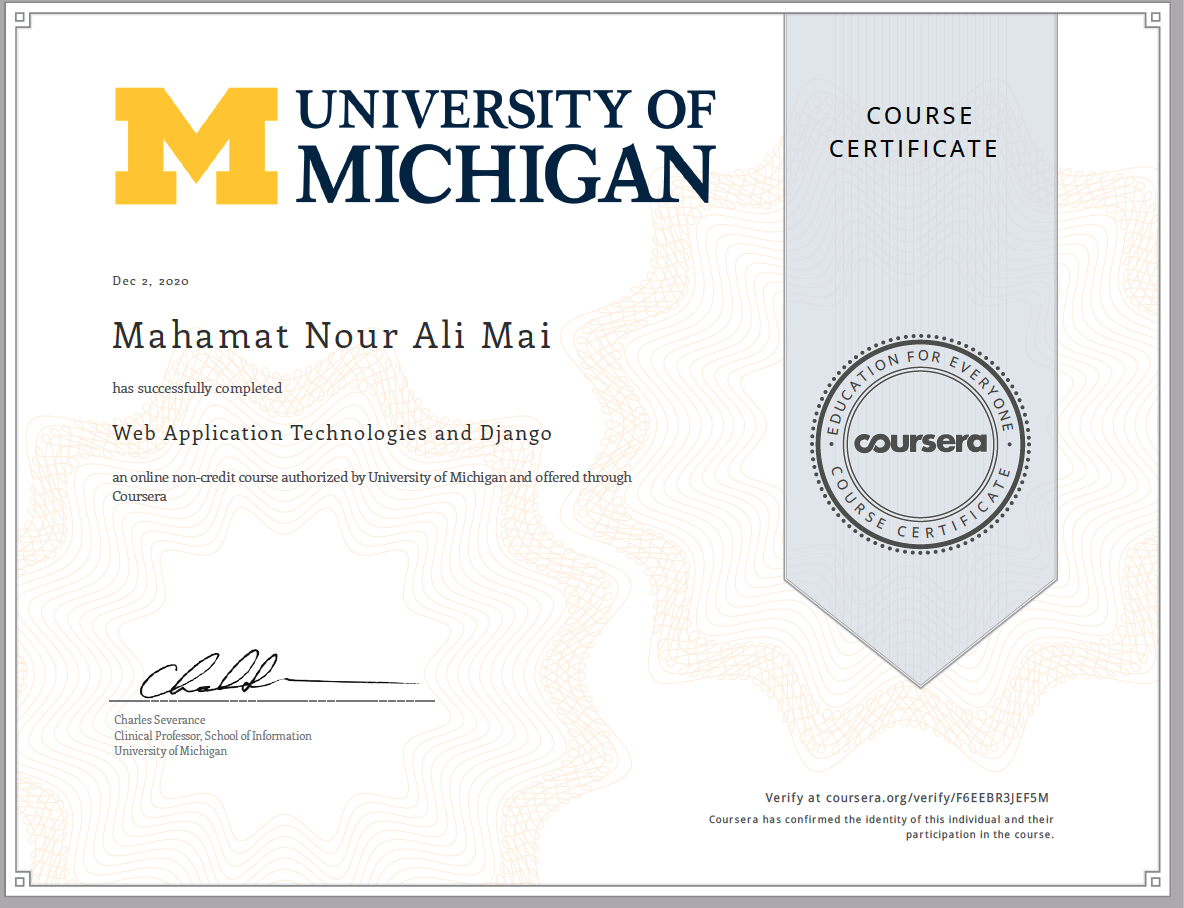 UNIVERSITY OF
MICHIGAN
COURSE
CERTIFICATE
Dec 2, 2020
Mahamat Nour Ali Mai
has successfully completed
Web Application Technologies and Django
an online non-credit course authorized by University of Michigan and offered through
Coursera
EDUCATION FOR EVERYONE
coursera
COURSE CERTIFICATE
Charles Severance
Clinical Professor, School of Information
University of Michigan
Verify at coursera.org/verify/F6EEBR3JEF5M
Coursera has confirmed the identity of this individual and their
participation in the course.